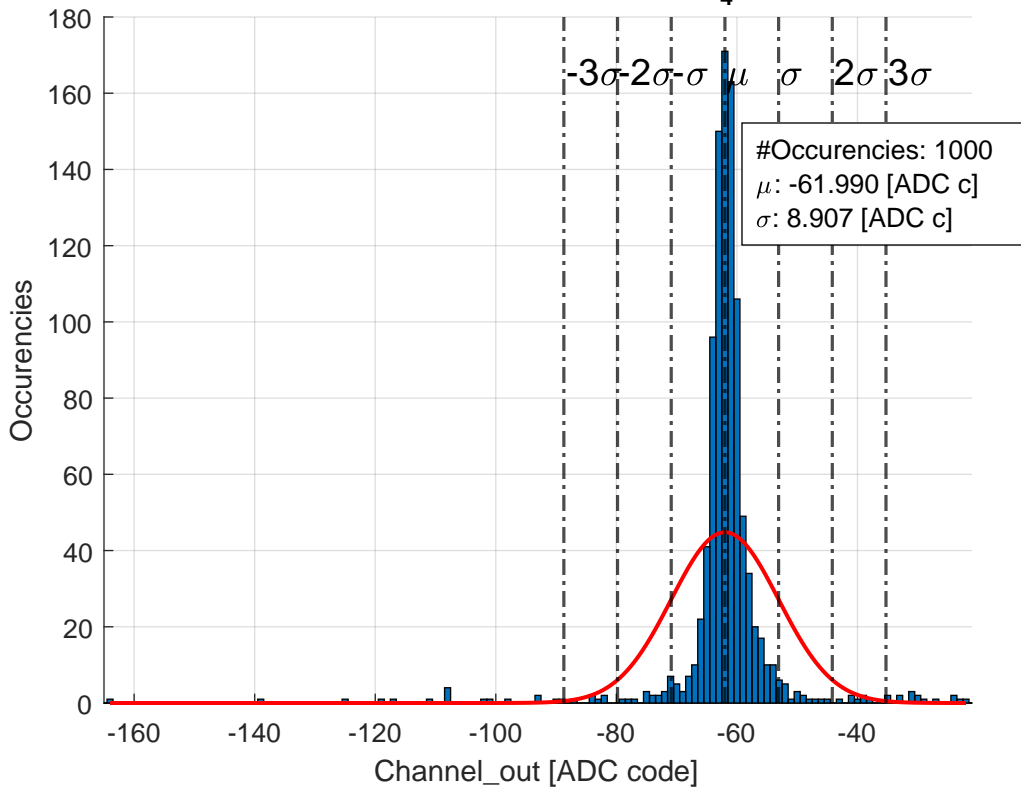 4
180
160
140
120
100
80
60
40
20
0
-3σ -2σ -σ μ σ 2σ 3σ
#Occurencies: 1000
μ: -61.990 [ADC c]
σ: 8.907 [ADC c]
Occurencies
-160 -140 -120 -100 -80 -60 -40
Channel_out [ADC code]